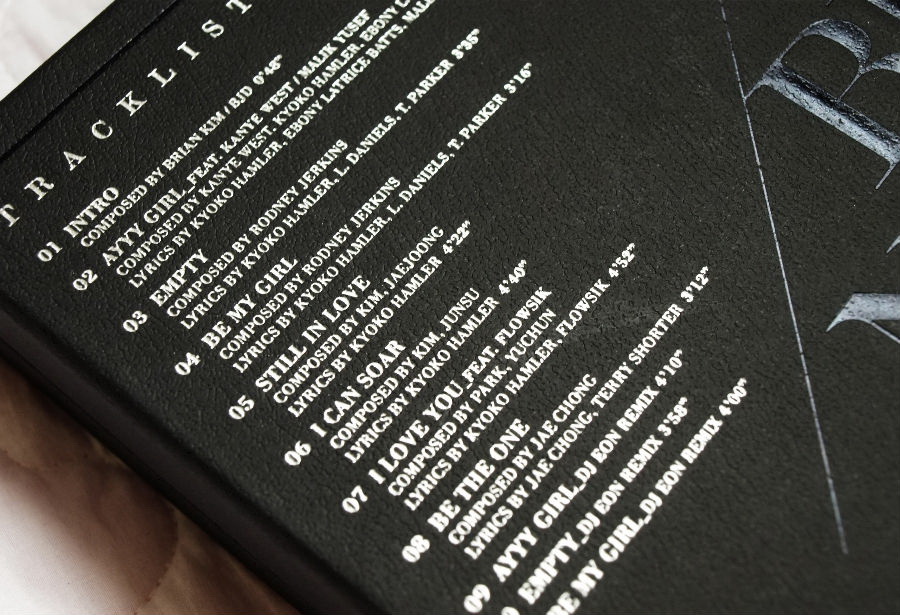 TRACKLIST
01 INTRO
COMPOSED BY BRIAN KIM / BJD 0'48"
02 AYYY GIRL_FEAT. KANYE WEST / MALIK YUSEF
COMPOSED BY KANYE WEST, KYOKO HAMLER, EBONY
LYRICS BY KYOKO HAMLER, EBONY LATRICE BATTS,
03 EMPTY
COMPOSED BY RODNEY JERKINS
LYRICS BY KYOKO HAMLER, L. DANIELS, T. PARKER 3'35"
04 BE MY GIRL
COMPOSED BY RODNEY JERKINS
LYRICS BY KYOKO HAMLER, L. DANIELS, T. PARKER 3'16"
05 STILL IN LOVE
COMPOSED BY KIM, JAEJOONG
LYRICS BY KYOKO HAMLER 4'22"
06 I CAN SOAR
COMPOSED BY KIM, JUNSU
LYRICS BY KYOKO HAMLER 4'40"
07 I LOVE YOU_FEAT. FLOWSIK
COMPOSED BY PARK, YUCHUN
LYRICS BY KYOKO HAMLER, FLOWSIK 4'52"
08 BE THE ONE
COMPOSED BY JAE CHONG
LYRICS BY JAE CHONG, TERRY SHORTER 3'12"
09 AYYY GIRL_DJ EON REMIX 4'10"
EMPTY_DJ EON REMIX 3'58"
BE MY GIRL_DJ EON REMIX 4'00"